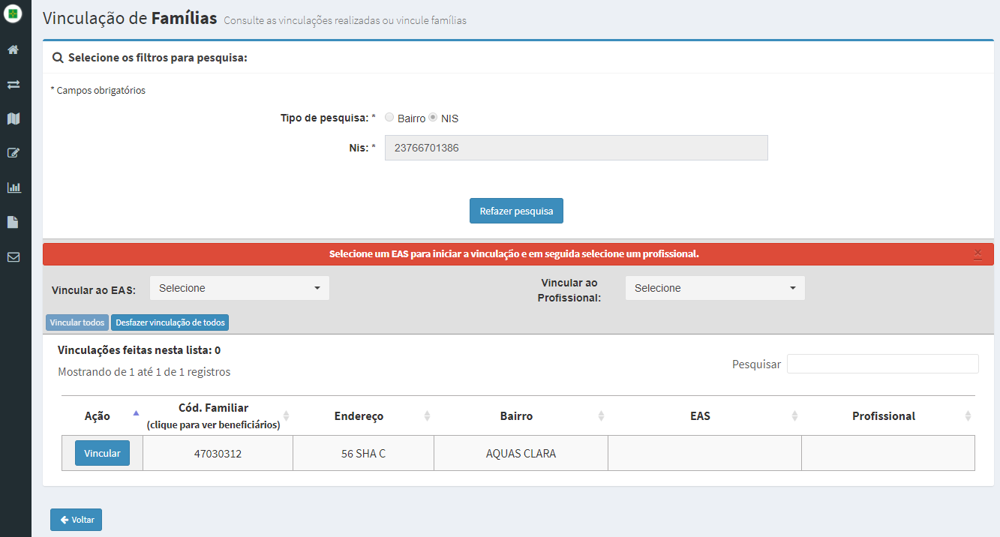 Vinculação de Famílias Consulte as vinculações realizadas ou vincule famílias
Selecione os filtros para pesquisa:
* Campos obrigatórios
Tipo de pesquisa: * Bairro NIS
Nis: * 23766701386
Refazer pesquisa
Selecione um EAS para iniciar a vinculação e em seguida selecione um profissional. ×
Vincular ao EAS: Selecione
Vincular ao
Profissional: Selecione
Vincular todos Desfazer vinculação de todos
Vinculações feitas nesta lista: 0
Mostrando de 1 até 1 de 1 registros
Pesquisar
Ação Cód. Familiar Endereço Bairro EAS Profissional
(clique para ver beneficiários)
Vincular 47030312 56 SHA C AQUAS CLARA
Voltar